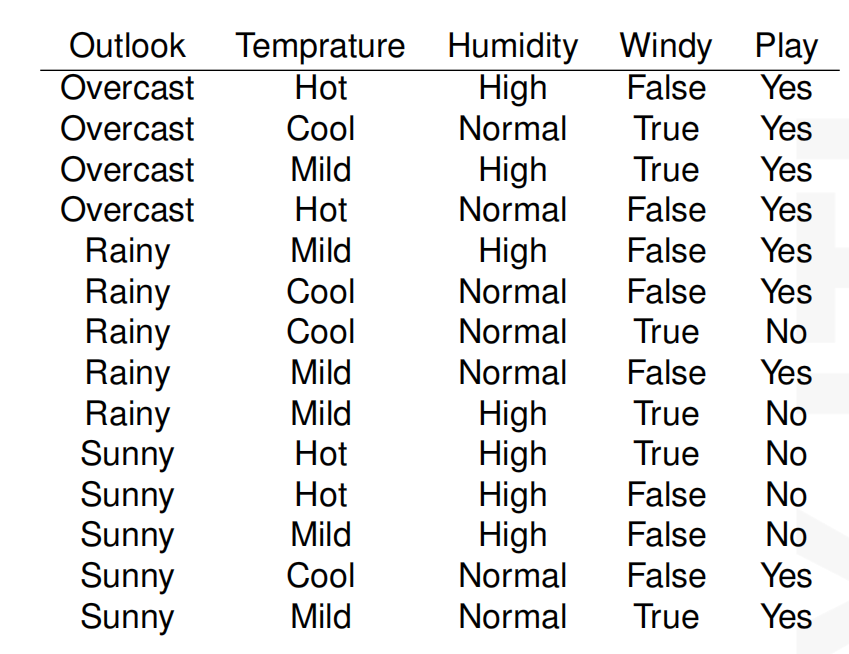 Outlook Temprature Humidity Windy Play
Overcast Hot High False Yes
Overcast Cool Normal True Yes
Overcast Mild High True Yes
Overcast Hot Normal False Yes
Rainy Mild High False Yes
Rainy Cool Normal False Yes
Rainy Cool Normal True No
Rainy Mild Normal False Yes
Rainy Mild High True No
Sunny Hot High True No
Sunny Hot High False No
Sunny Mild High False No
Sunny Cool Normal False Yes
Sunny Mild Normal True Yes